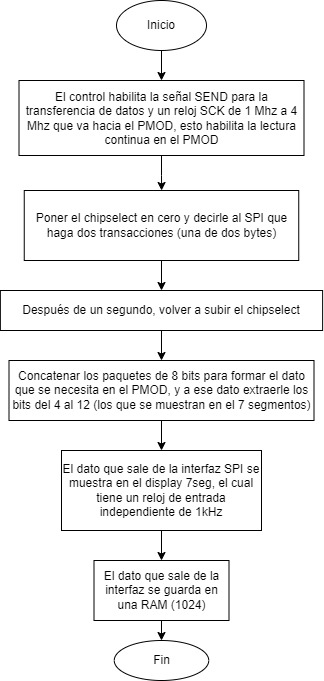 Inicio
El control habilita la señal SEND para la
transferencia de datos y un reloj SCK de 1 Mhz a 4
Mhz que va hacia el PMOD, esto habilita la lectura
continua en el PMOD
Poner el chipselect en cero y decirle al SPI que
haga dos transacciones (una de dos bytes)
Después de un segundo, volver a subir el chipselect
Concatenar los paquetes de 8 bits para formar el dato
que se necesita en el PMOD, y a ese dato extraerle los
bits del 4 al 12 (los que se muestran en el 7 segmentos)
El dato que sale de la interfaz SPI se
muestra en el display 7seg, el cual
tiene un reloj de entrada
independiente de 1kHz
El dato que sale de la
interfaz se guarda en
una RAM (1024)
Fin